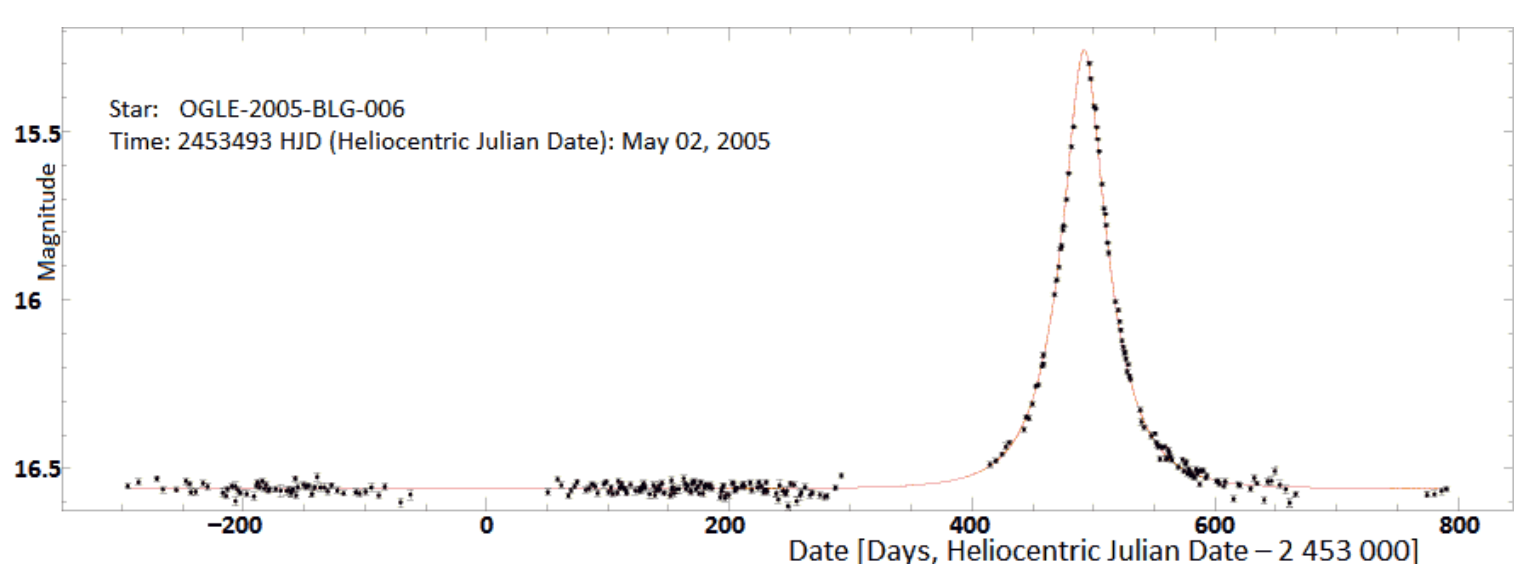 Star: OGLE-2005-BLG-006
Time: 2453493 HJD (Heliocentric Julian Date): May 02, 2005
15.5
Magnitude
16
16.5
−200 0 200 400 600 800
Date [Days, Heliocentric Julian Date – 2 453 000]